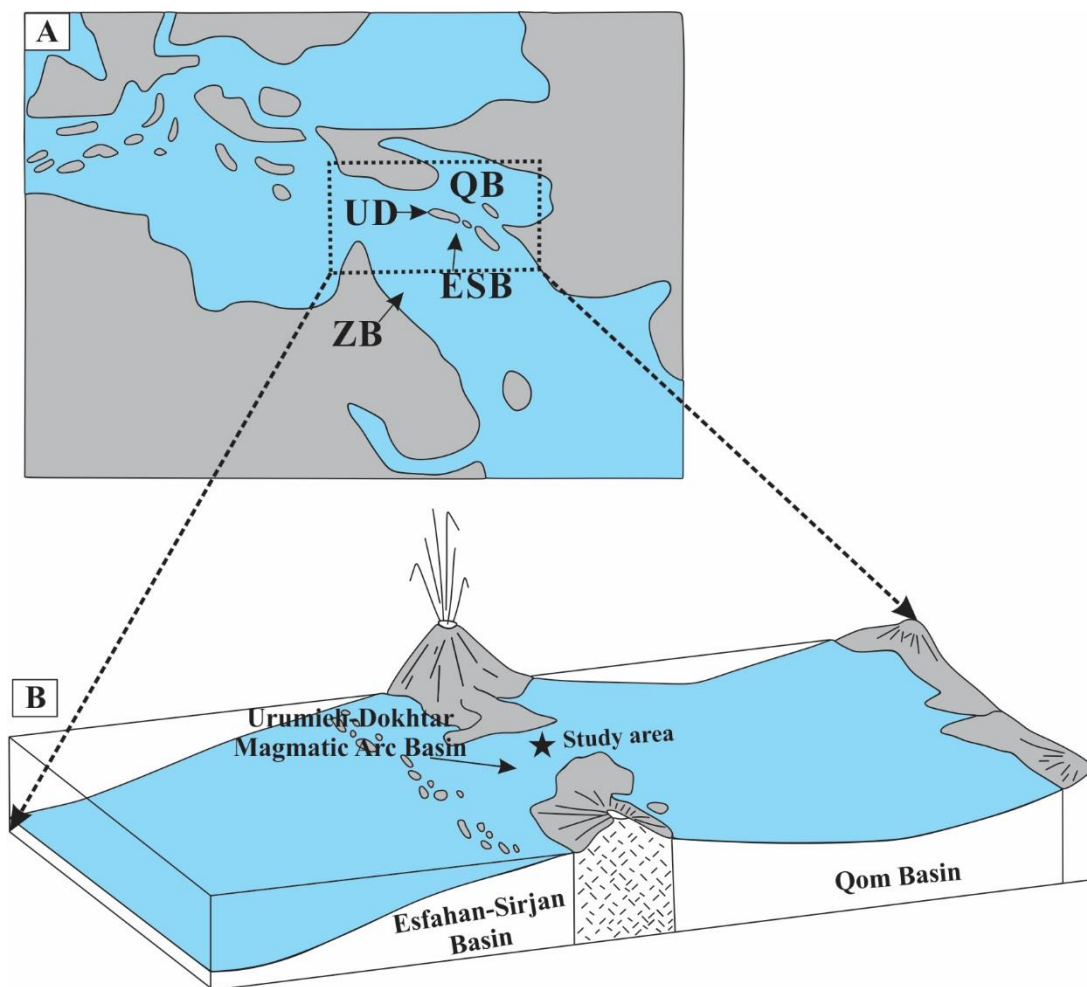 A
QB
UD
ESB
ZB
B
Urumieh-Dokhtar
Magmatic Arc Basin
Study area
Esfahan-Sirjan
Basin
Qom Basin